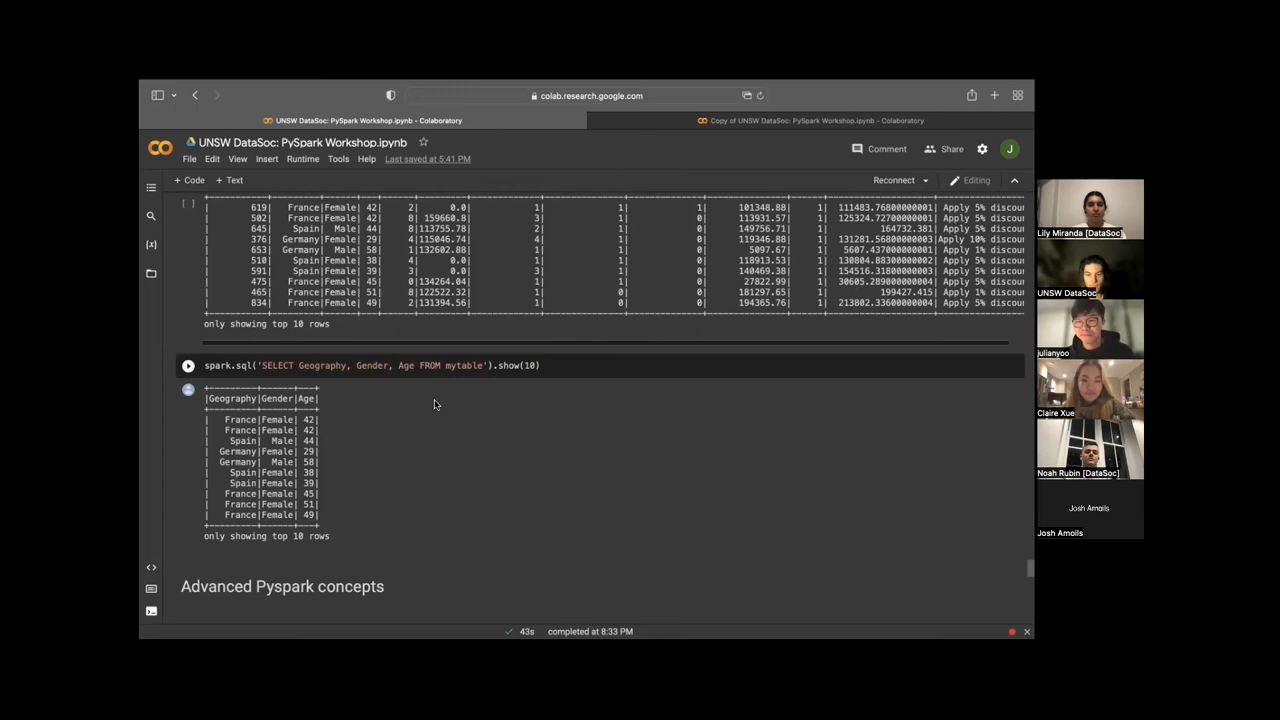 colab.research.google.com
UNSW DataSoc: PySpark Workshop.ipynb - Colaboratory
Copy of UNSW DataSoc: PySpark Workshop.ipynb - Colaboratory
UNSW DataSoc: PySpark Workshop.ipynb
Comment
Share
J
File Edit View Insert Runtime Tools Help Last saved at 5:41 PM
+ Code + Text
Reconnect
Editing
[ ]
| 619| France|Female| 42| 2| 0.0| 1| 1| 1| 101348.88| 1| 111483.76800000001| Apply 5% discou
| 502| France|Female| 42| 8| 159660.8| 3| 1| 0| 113931.57| 1| 125324.72700000001| Apply 5% discou
| 645| Spain| Male| 44| 8|113755.78| 2| 1| 0| 149756.71| 1| 164732.381| Apply 5% discou
| 376| Germany|Female| 29| 4|115046.74| 4| 1| 0| 119346.88| 1| 131281.56800000003|Apply 10% discou
| 653| Germany| Male| 58| 1|132602.88| 1| 1| 0| 5097.67| 1| 5607.437000000001| Apply 1% discou
| 510| Spain|Female| 38| 4| 0.0| 1| 1| 0| 118913.53| 1| 130804.88300000002| Apply 5% discou
| 591| Spain|Female| 39| 3| 0.0| 3| 1| 0| 140469.38| 1| 154516.31800000003| Apply 5% discou
| 475| France|Female| 45| 0|134264.04| 1| 1| 0| 27822.99| 1| 30605.289000000004| Apply 5% discou
| 465| France|Female| 51| 8|122522.32| 1| 0| 0| 181297.65| 1| 199427.415| Apply 1% discou
| 834| France|Female| 49| 2|131394.56| 1| 0| 0| 194365.76| 1| 213802.33600000004| Apply 5% discou
only showing top 10 rows
spark.sql('SELECT Geography, Gender, Age FROM mytable').show(10)
+---------+------+---+
|Geography|Gender|Age|
+---------+------+---+
| France|Female| 42|
| France|Female| 42|
| Spain| Male| 44|
| Germany|Female| 29|
| Germany| Male| 58|
| Spain|Female| 38|
| Spain|Female| 39|
| France|Female| 45|
| France|Female| 51|
| France|Female| 49|
+---------+------+---+
only showing top 10 rows
Advanced Pyspark concepts
43s completed at 8:33 PM
Lily Miranda [DataSoc]
UNSW DataSoc
julianyoo
Claire Xue
Noah Rubin [DataSoc]
Josh Amoils
Josh Amoils